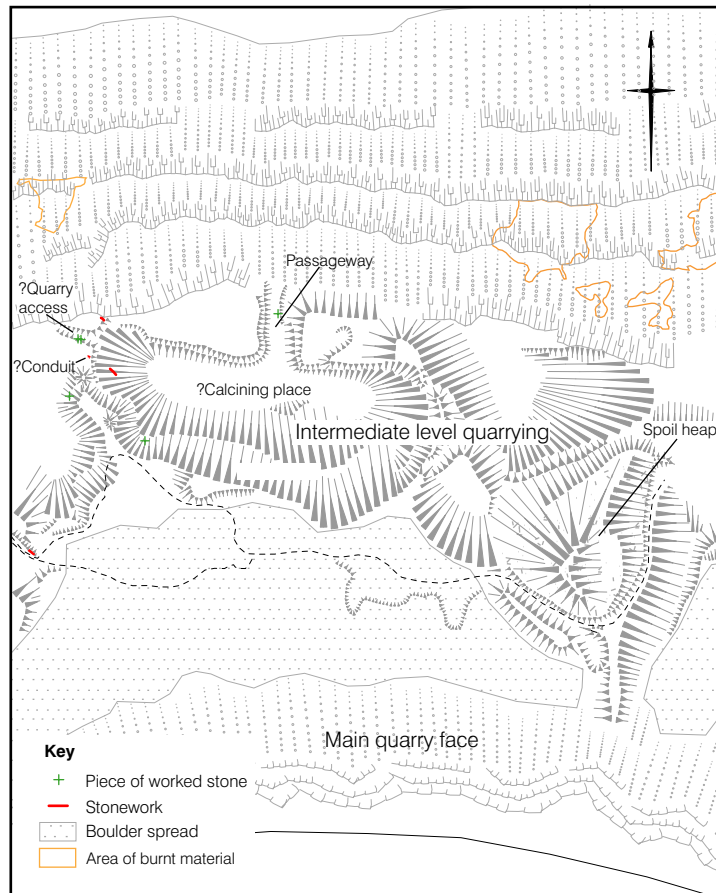 Passageway
?Quarry
access
?Conduit
?Calcining place
Intermediate level quarrying
Spoil heap
Main quarry face
Key
Piece of worked stone
Stonework
Boulder spread
Area of burnt material